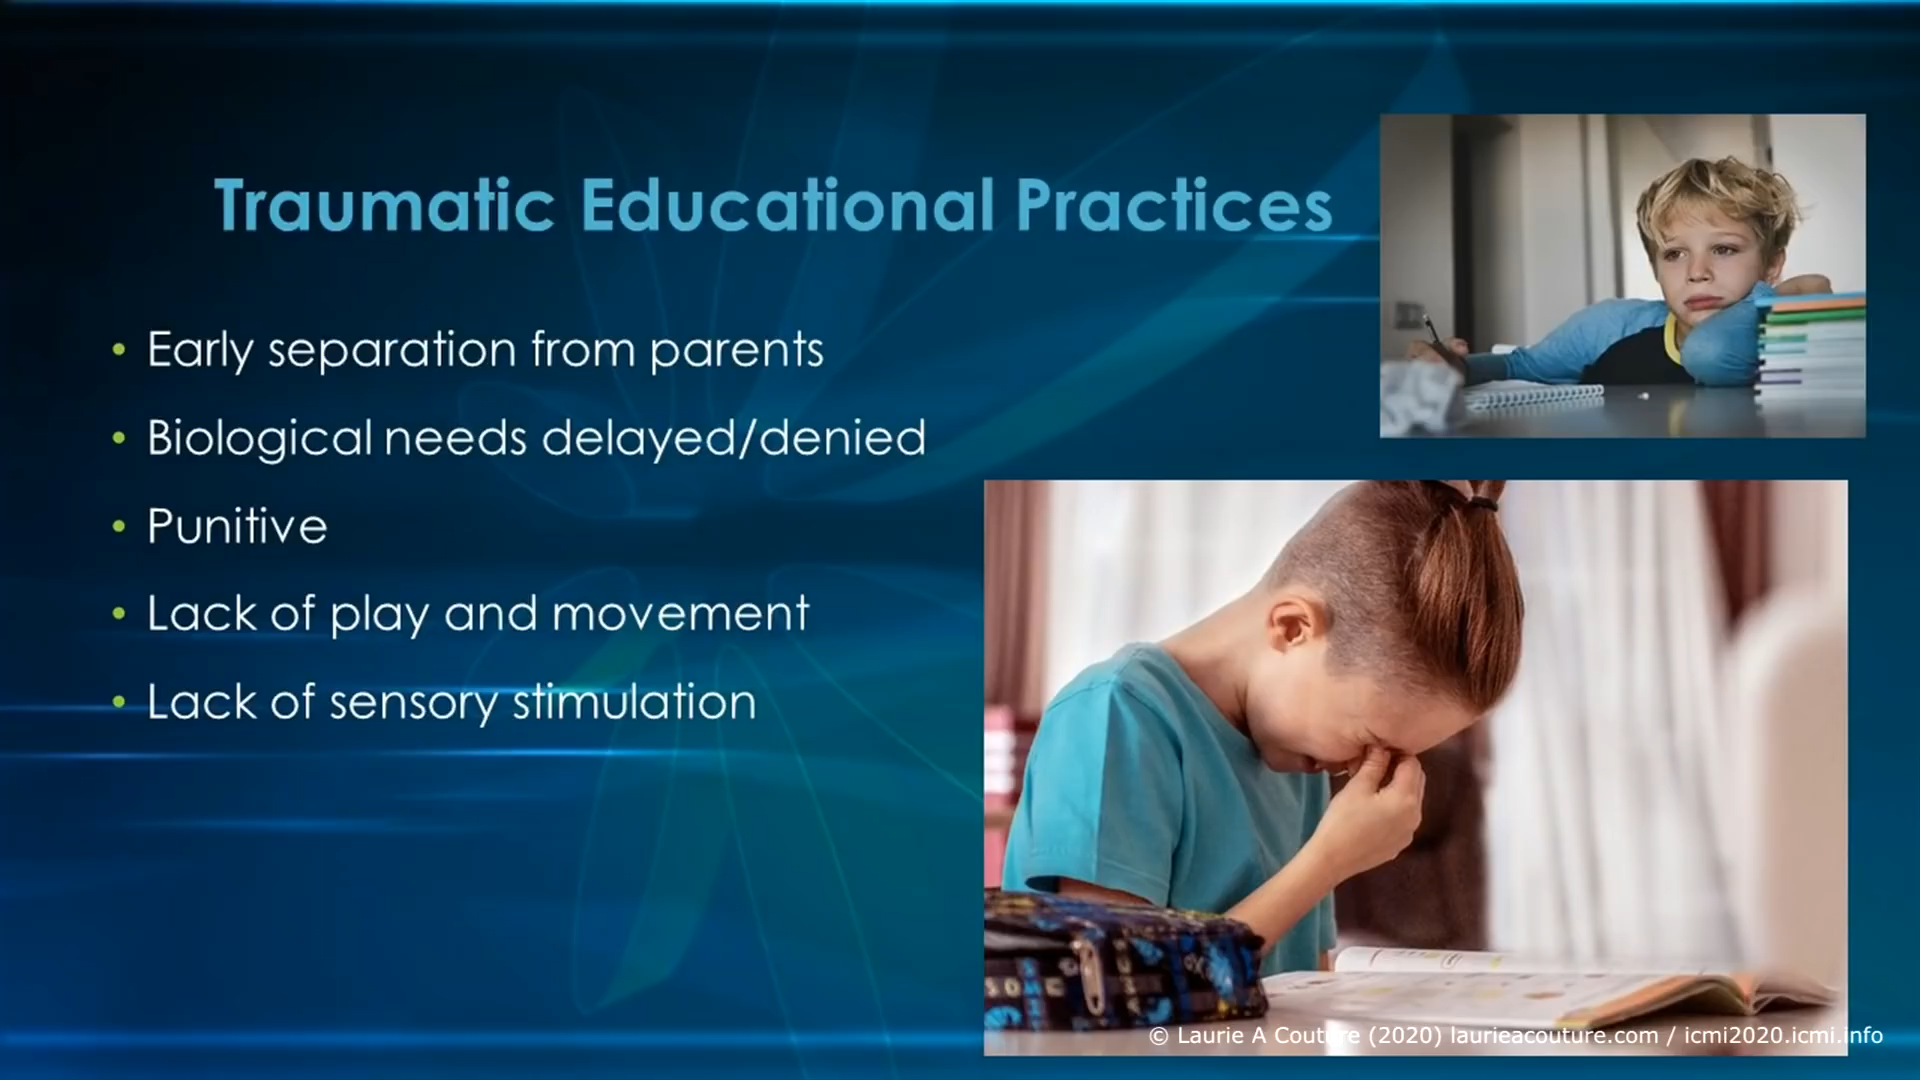 Traumatic Educational Practices
• Early separation from parents
• Biological needs delayed/denied
• Punitive
• Lack of play and movement
• Lack of sensory stimulation
© Laurie A Couture (2020) laurieacouture.com / icmi2020.icmi.info